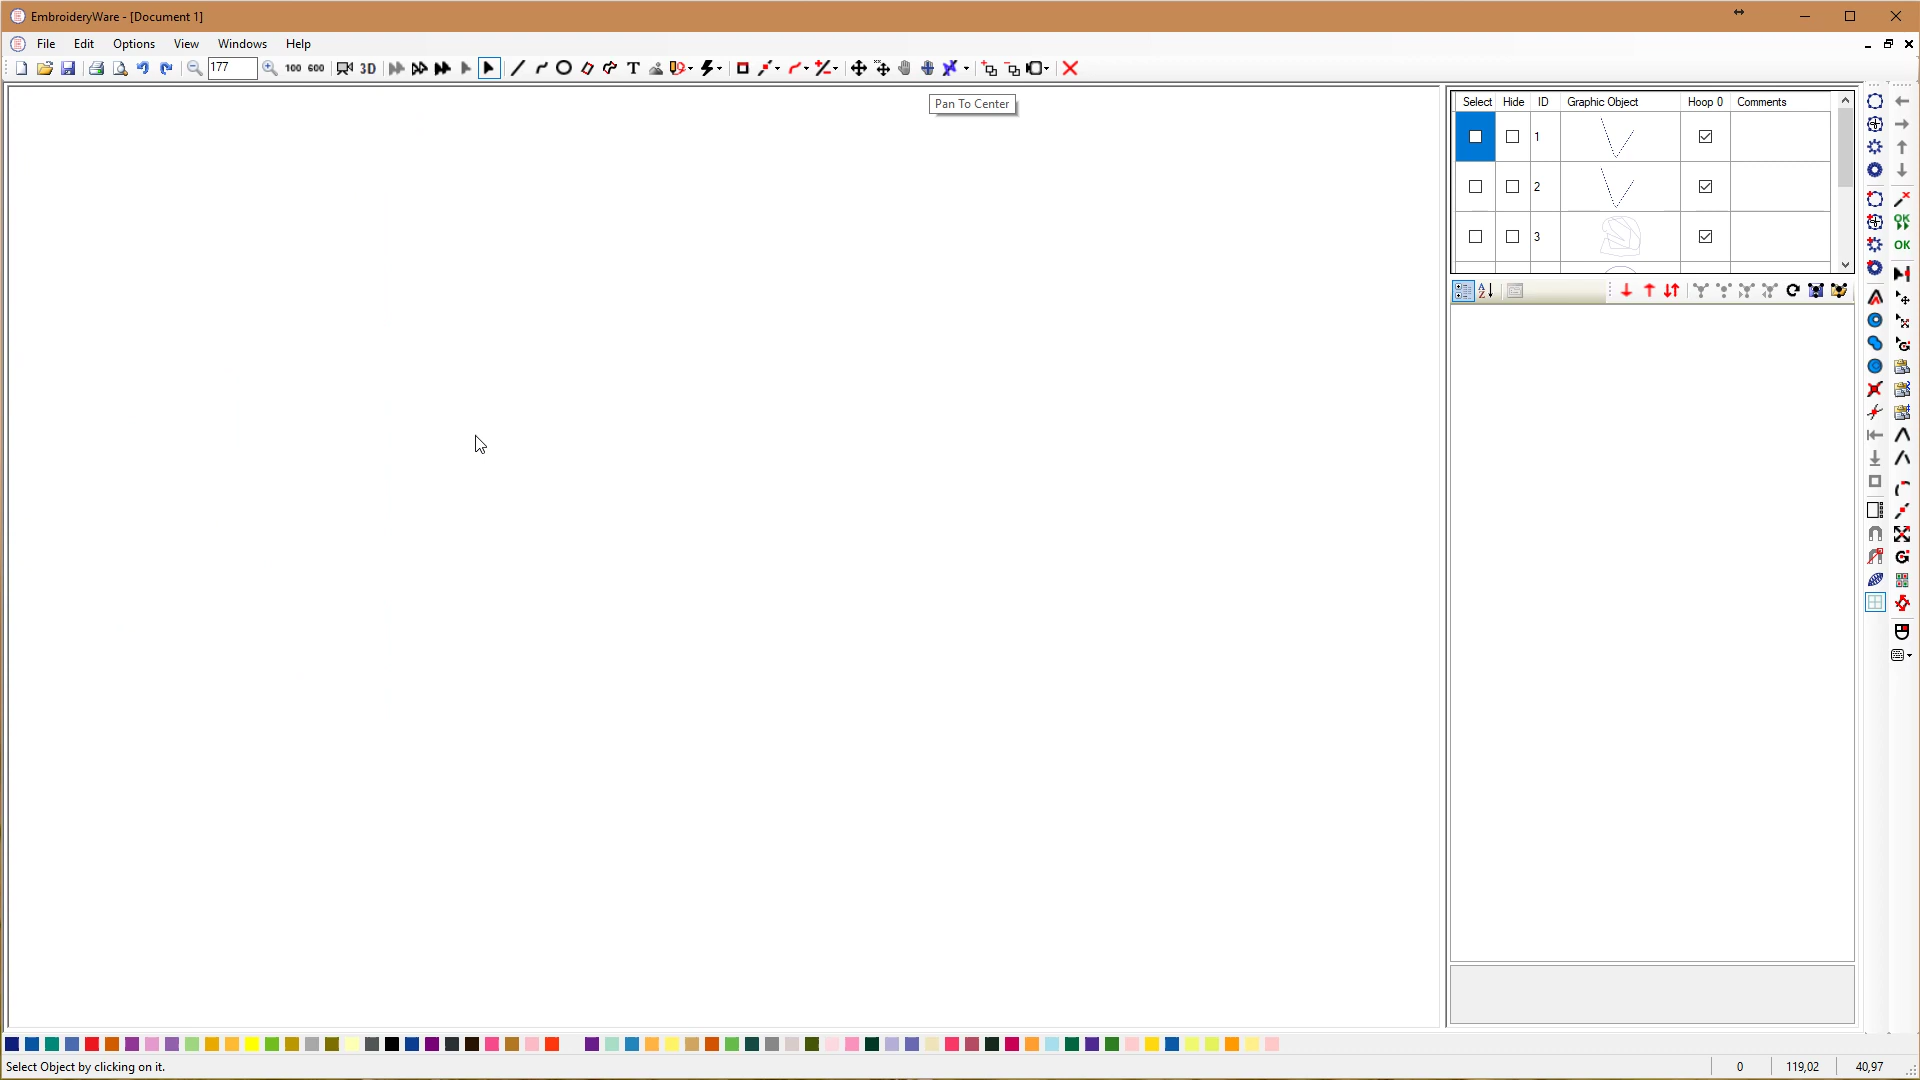 EmbroideryWare - [Document 1]
File Edit Options View Windows Help
177 100 600 3D T
Pan To Center
Select Hide ID Graphic Object Hoop 0 Comments
1
2
3
A Z
OK
OK
Select Object by clicking on it. 0 119,02 40,97